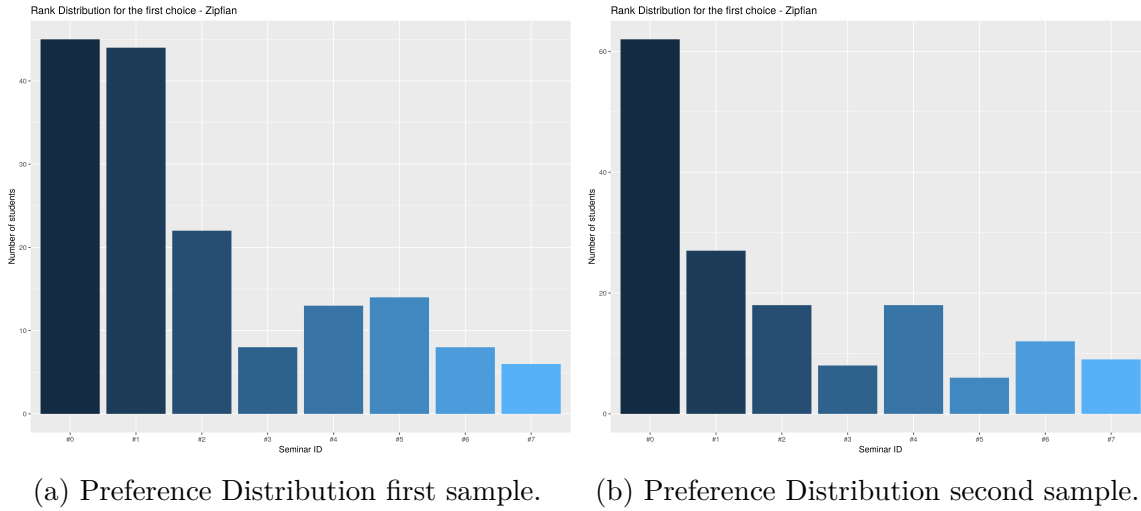 Rank Distribution for the first choice - Zipfian
Number of students
40
30
20
10
0
#0 #1 #2 #3 #4 #5 #6 #7
Seminar ID
(a) Preference Distribution first sample.
Rank Distribution for the first choice - Zipfian
Number of students
60
40
20
0
#0 #1 #2 #3 #4 #5 #6 #7
Seminar ID
(b) Preference Distribution second sample.